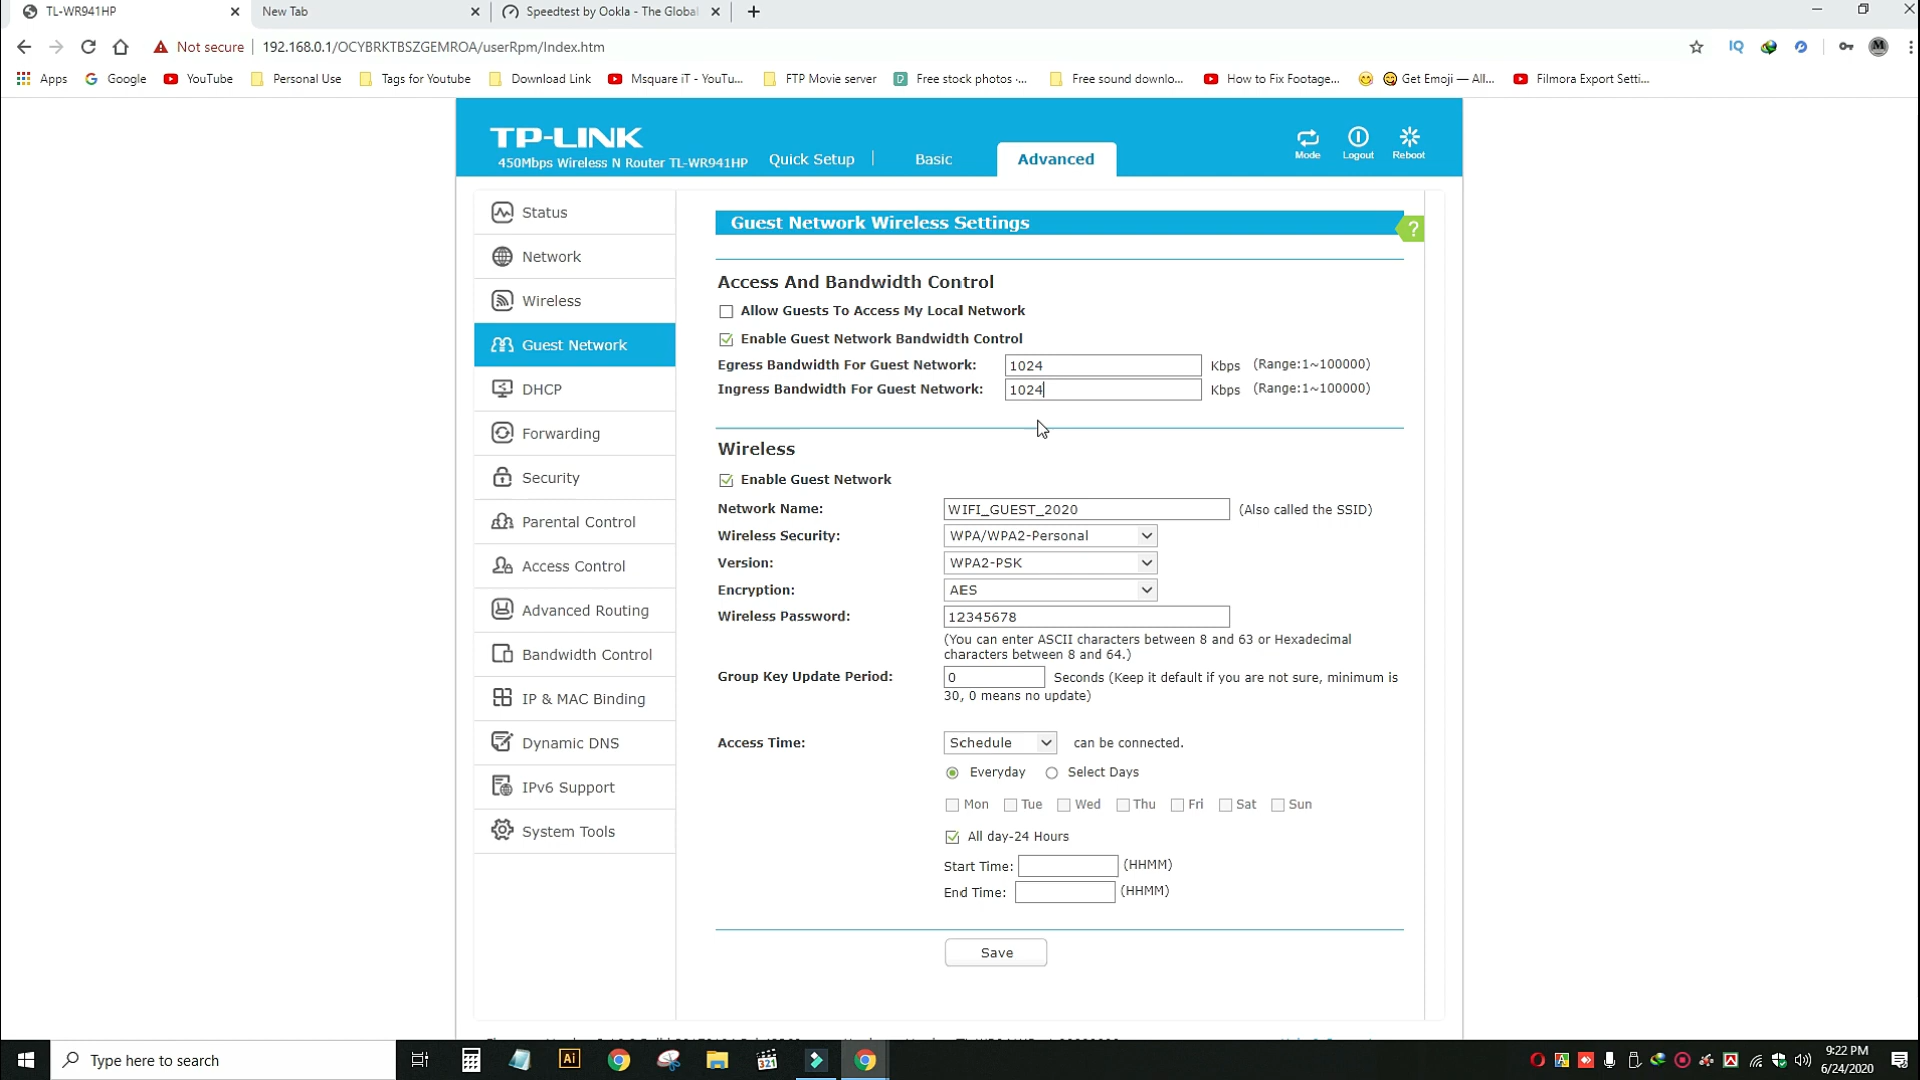 TL-WR941HP
New Tab
Speedtest by Ookla - The Global
Not secure
192.168.0.1/OCYBRKTBSZGEMROA/userRpm/Index.htm
IQ
M
Apps
Google
YouTube
Personal Use
Tags for Youtube
Download Link
Msquare iT - YouTu...
FTP Movie server
Free stock photos ·...
Free sound downlo...
How to Fix Footage...
Get Emoji — All...
Filmora Export Setti...
TP-LINK
450Mbps Wireless N Router TL-WR941HP
Quick Setup
Basic
Advanced
Mode
Logout
Reboot
Status
Network
Wireless
Guest Network
DHCP
Forwarding
Security
Parental Control
Access Control
Advanced Routing
Bandwidth Control
IP & MAC Binding
Dynamic DNS
IPv6 Support
System Tools
Guest Network Wireless Settings
?
Access And Bandwidth Control
Allow Guests To Access My Local Network
Enable Guest Network Bandwidth Control
Egress Bandwidth For Guest Network: 1024 Kbps (Range:1~100000)
Ingress Bandwidth For Guest Network: 1024 Kbps (Range:1~100000)
Wireless
Enable Guest Network
Network Name: WIFI_GUEST_2020 (Also called the SSID)
Wireless Security: WPA/WPA2-Personal
Version: WPA2-PSK
Encryption: AES
Wireless Password: 12345678
(You can enter ASCII characters between 8 and 63 or Hexadecimal
characters between 8 and 64.)
Group Key Update Period: 0 Seconds (Keep it default if you are not sure, minimum is
30, 0 means no update)
Access Time: Schedule can be connected.
Everyday Select Days
Mon Tue Wed Thu Fri Sat Sun
All day-24 Hours
Start Time: (HHMM)
End Time: (HHMM)
Save
Type here to search
Ai
321
9:22 PM
6/24/2020